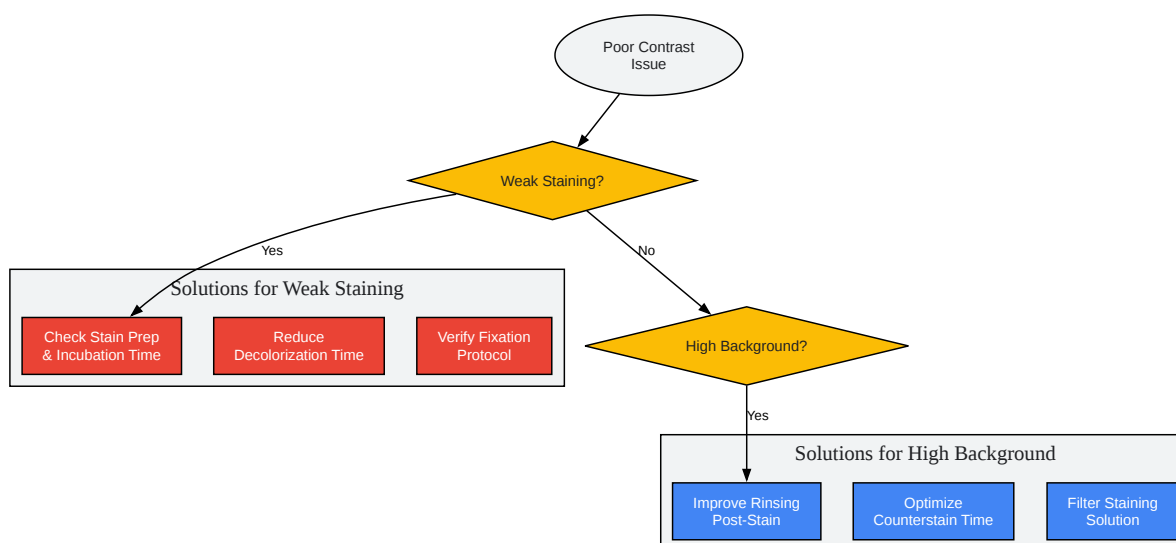 Poor Contrast
Issue
Weak Staining?
Yes
No
Solutions for Weak Staining
Check Stain Prep
& Incubation Time
Reduce
Decolorization Time
Verify Fixation
Protocol
High Background?
Yes
Solutions for High Background
Improve Rinsing
Post-Stain
Optimize
Counterstain Time
Filter Staining
Solution